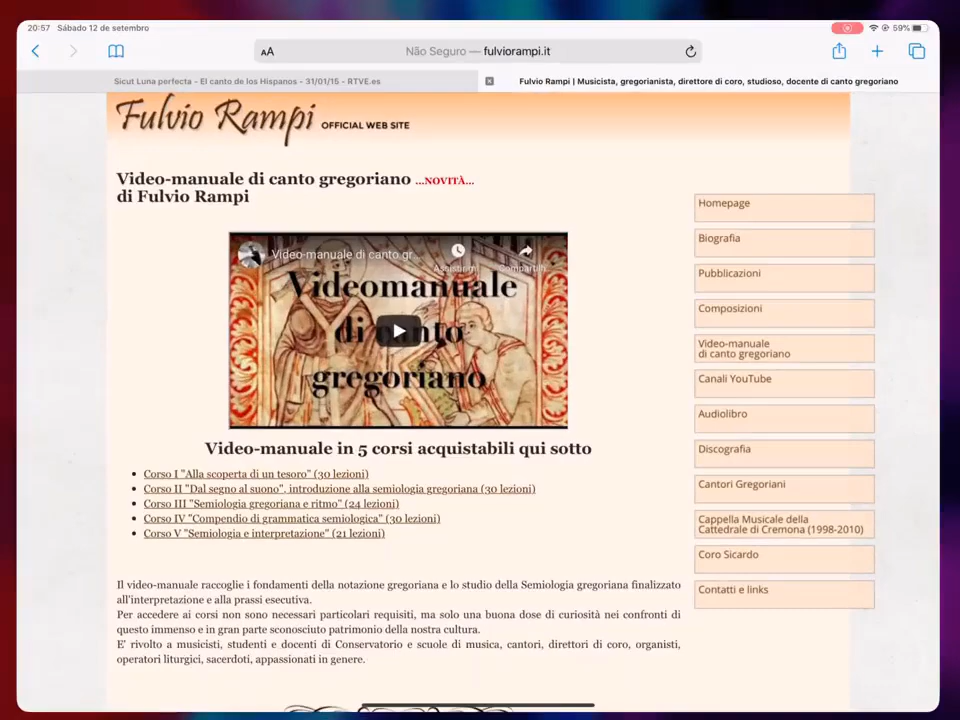 20:57 Sábado 12 de setembro
59%
AA Não Seguro — fulviorampi.it
Sicut Luna perfecta - El canto de los Hispanos - 31/01/15 - RTVE.es
Fulvio Rampi | Musicista, gregorianista, direttore di coro, studioso, docente di canto gregoriano
Fulvio Rampi OFFICIAL WEB SITE
Video-manuale di canto gregoriano ...NOVITÀ...
di Fulvio Rampi
Video-manuale di canto gr...
Videomanuale
di canto
gregoriano
Video-manuale in 5 corsi acquistabili qui sotto
Corso I "Alla scoperta di un tesoro" (30 lezioni)
Corso II "Dal segno al suono", introduzione alla semiologia gregoriana (30 lezioni)
Corso III "Semiologia gregoriana e ritmo" (24 lezioni)
Corso IV "Compendio di grammatica semiologica" (30 lezioni)
Corso V "Semiologia e interpretazione" (21 lezioni)
Il video-manuale raccoglie i fondamenti della notazione gregoriana e lo studio della Semiologia gregoriana finalizzato
all'interpretazione e alla prassi esecutiva.
Per accedere ai corsi non sono necessari particolari requisiti, ma solo una buona dose di curiosità nei confronti di
questo immenso e in gran parte sconosciuto patrimonio della nostra cultura.
E' rivolto a musicisti, studenti e docenti di Conservatorio e scuole di musica, cantori, direttori di coro, organisti,
operatori liturgici, sacerdoti, appassionati in genere.
Homepage
Biografia
Pubblicazioni
Composizioni
Video-manuale
di canto gregoriano
Canali YouTube
Audiolibro
Discografia
Cantori Gregoriani
Cappella Musicale della
Cattedrale di Cremona (1998-2010)
Coro Sicardo
Contatti e links